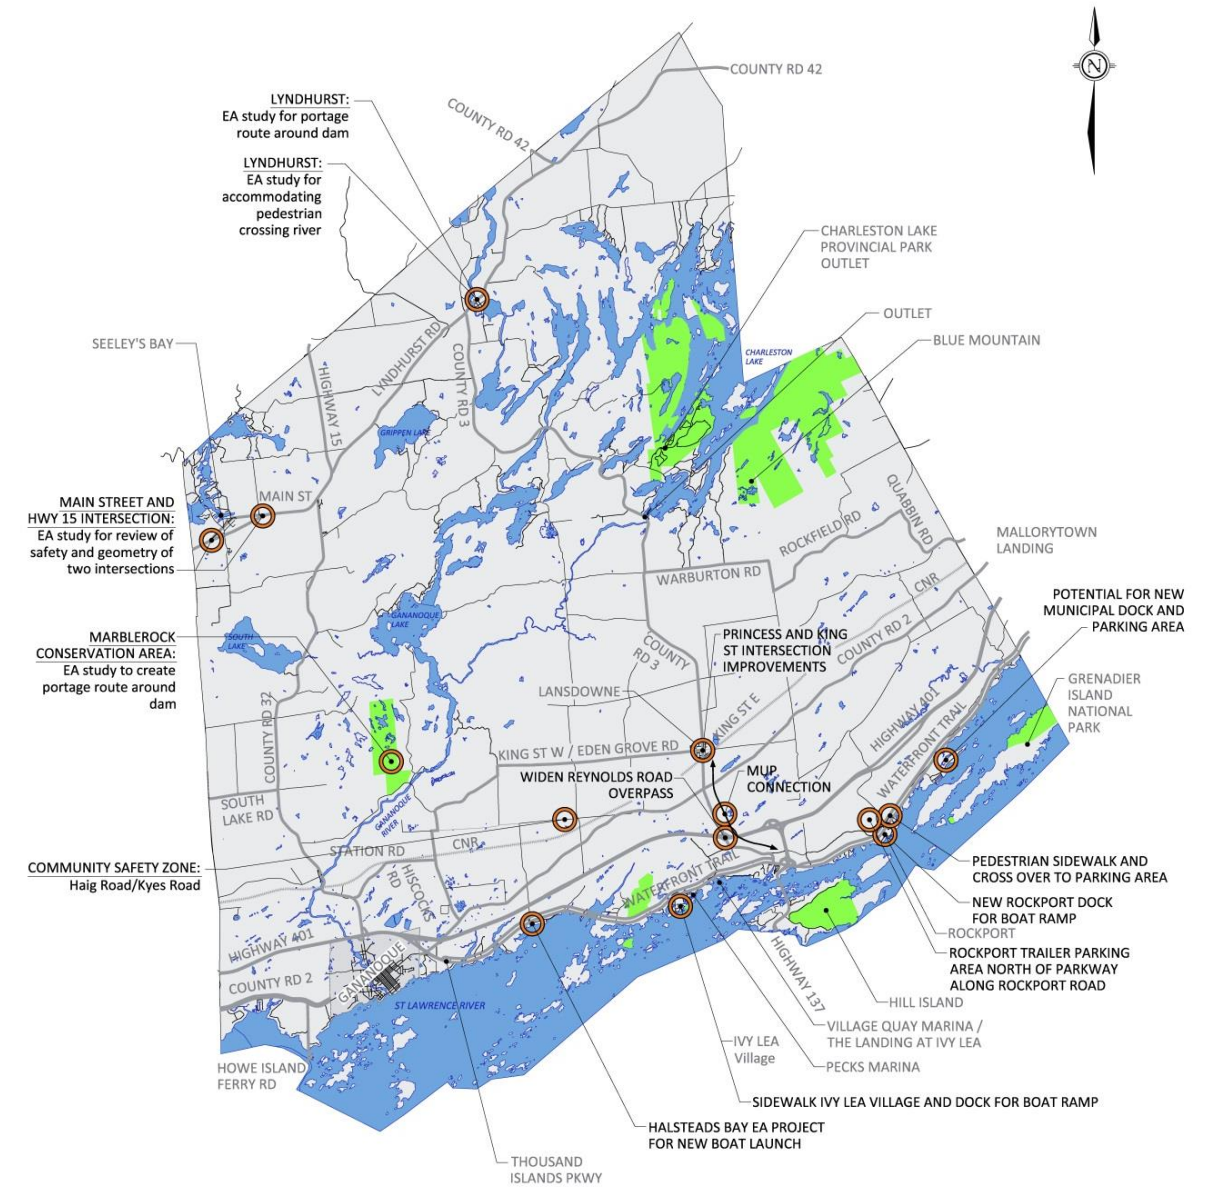 COUNTY RD 42
N
LYNDHURST:
EA study for portage
route around dam
COUNTY RD 42
LYNDHURST:
EA study for
accommodating
pedestrian
crossing river
CHARLESTON LAKE
PROVINCIAL PARK
OUTLET
OUTLET
SEELEY'S BAY
LYNDHURST RD
BLUE MOUNTAIN
CHARLESTON
LAKE
HIGHWAY 15
COUNTY RD 3
GRIPPEN LAKE
MAIN STREET AND
HWY 15 INTERSECTION:
EA study for review of
safety and geometry of
two intersections
MAIN ST
QUABBIN RD
ROCKFIELD RD
MALLORYTOWN
LANDING
WARBURTON RD
CNR
POTENTIAL FOR NEW
MUNICIPAL DOCK AND
PARKING AREA
GANANOQUE
LAKE
SOUTH
LAKE
MARBLEROCK
CONSERVATION AREA:
EA study to create
portage route around
dam
COUNTY
RD 3
PRINCESS AND KING
ST INTERSECTION
IMPROVEMENTS
COUNTY RD 2
LANSDOWNE
GRENADIER
ISLAND
NATIONAL
PARK
COUNTY RD 32
KING ST E
HIGHWAY 401
WATERFRONT TRAIL
KING ST W / EDEN GROVE RD
WIDEN REYNOLDS ROAD
OVERPASS
MUP
CONNECTION
SOUTH
LAKE RD
GANANOQUE
RIVER
STATION RD
CNR
COMMUNITY SAFETY ZONE:
Haig Road/Kyes Road
HISCOCKS
RD
WATERFRONT TRAIL
PEDESTRIAN SIDEWALK AND
CROSS OVER TO PARKING AREA
NEW ROCKPORT DOCK
FOR BOAT RAMP
ROCKPORT
ROCKPORT TRAILER PARKING
AREA NORTH OF PARKWAY
ALONG ROCKPORT ROAD
HIGHWAY 401
COUNTY RD 2
GANANOQUE
ST LAWRENCE RIVER
HIGHWAY 137
HILL ISLAND
VILLAGE QUAY MARINA /
THE LANDING AT IVY LEA
IVY LEA
Village
PECKS MARINA
HOWE ISLAND
FERRY RD
SIDEWALK IVY LEA VILLAGE AND DOCK FOR BOAT RAMP
HALSTEADS BAY EA PROJECT
FOR NEW BOAT LAUNCH
THOUSAND
ISLANDS PKWY